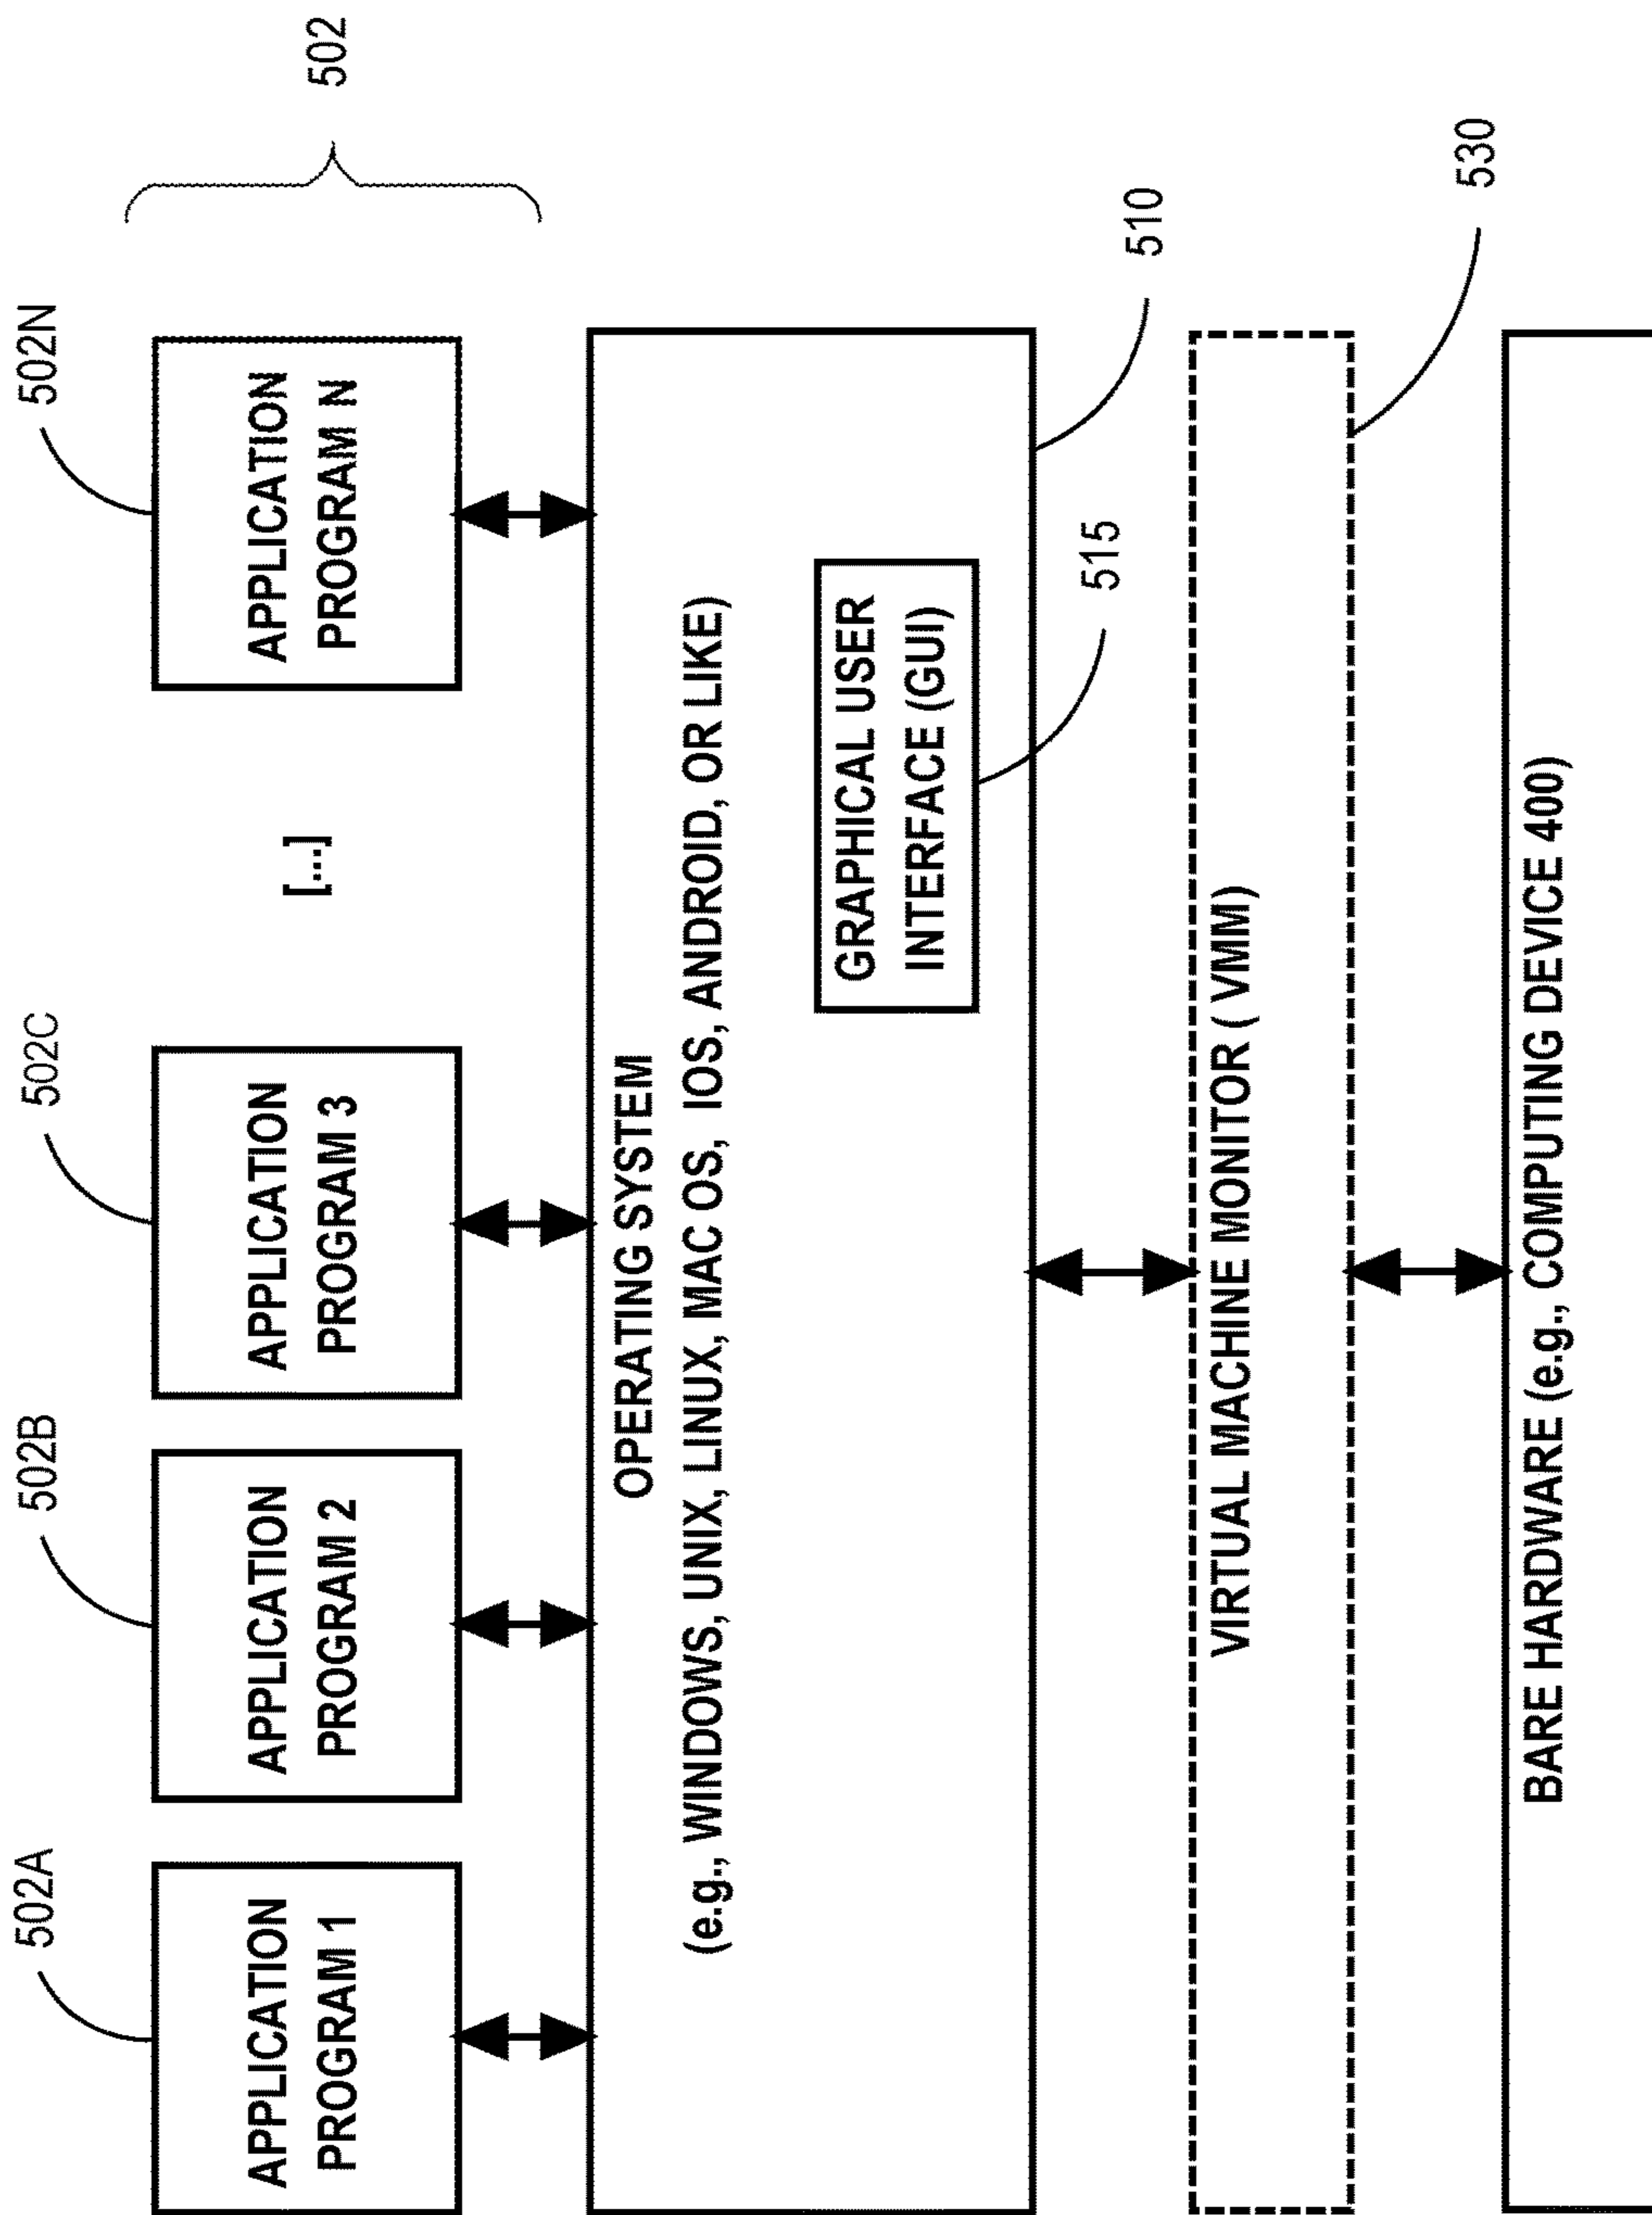 502A
502B
502C
502N
502
APPLICATION
PROGRAM 1
APPLICATION
PROGRAM 2
APPLICATION
PROGRAM 3
[...]
APPLICATION
PROGRAM N
OPERATING SYSTEM
(e.g., WINDOWS, UNIX, LINUX, MAC OS, IOS, ANDROID, OR LIKE)
GRAPHICAL USER
INTERFACE (GUI)
515
510
VIRTUAL MACHINE MONITOR ( VMM)
530
BARE HARDWARE (e.g., COMPUTING DEVICE 400)